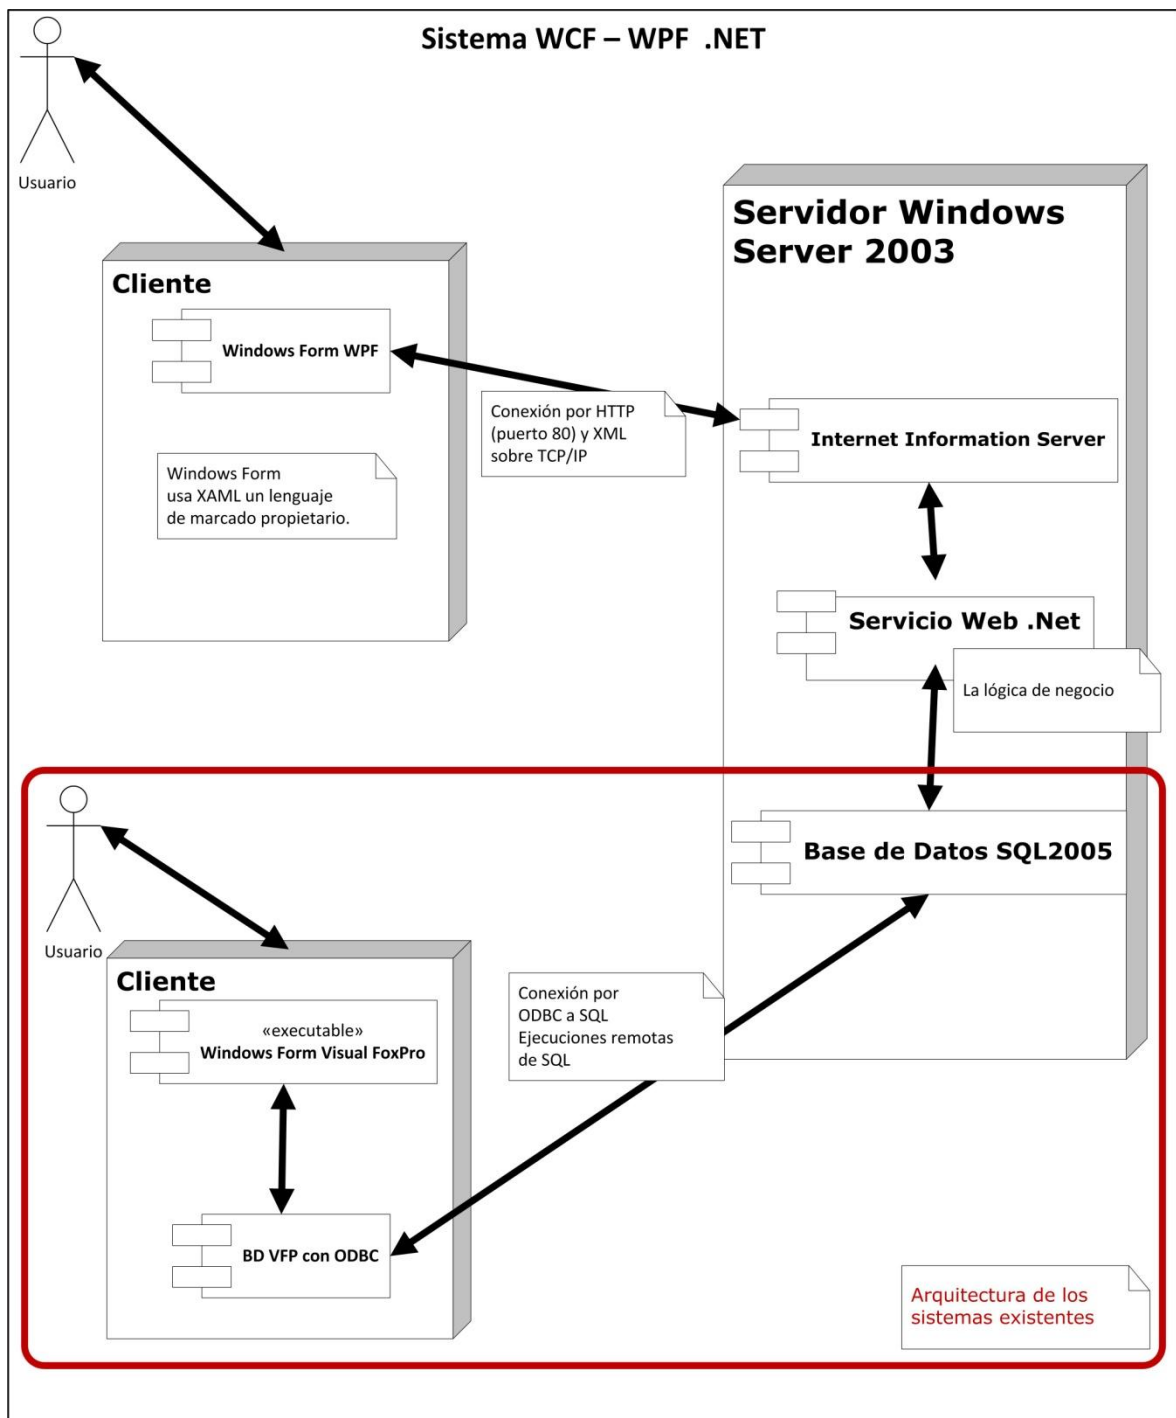 Sistema WCF – WPF .NET
Usuario
Servidor Windows
Server 2003
Cliente
Windows Form WPF
Conexión por HTTP
(puerto 80) y XML
sobre TCP/IP
Internet Information Server
Windows Form
usa XAML un lenguaje
de marcado propietario.
Servicio Web .Net
La lógica de negocio
Usuario
Base de Datos SQL2005
Cliente
«executable»
Windows Form Visual FoxPro
Conexión por
ODBC a SQL
Ejecuciones remotas
de SQL
BD VFP con ODBC
Arquitectura de los
sistemas existentes